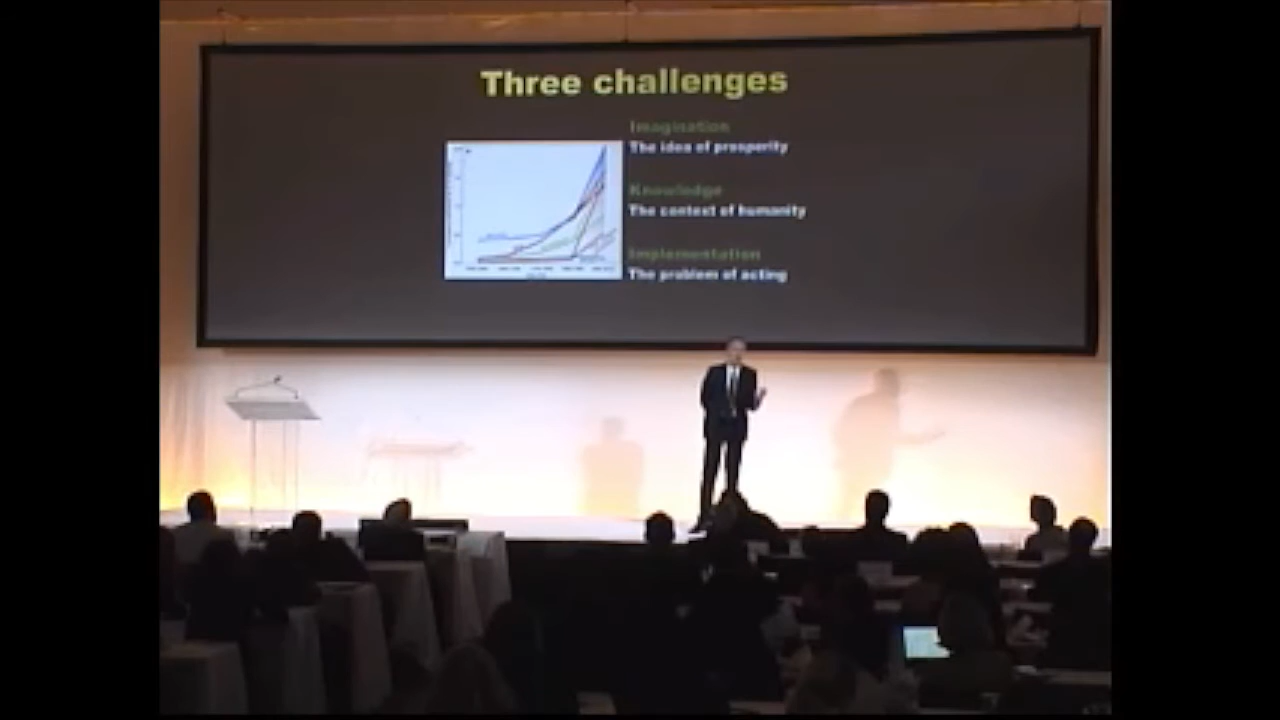 Three challenges
Imagination
The idea of prosperity
Knowledge
The context of humanity
Implementation
The problem of acting